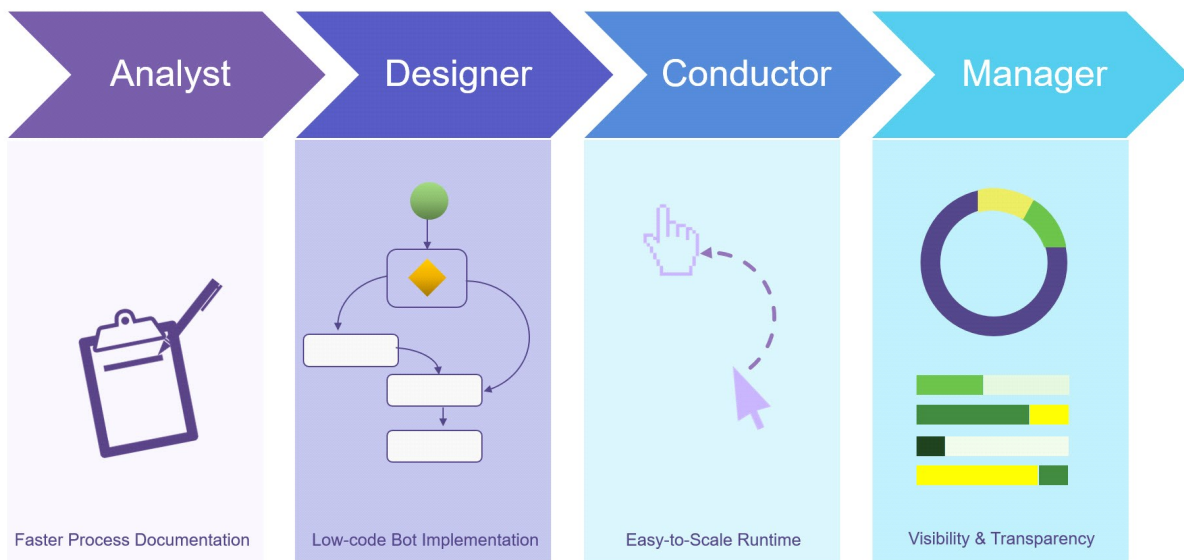 Analyst
Designer
Conductor
Manager
Faster Process Documentation
Low-code Bot Implementation
Easy-to-Scale Runtime
Visibility & Transparency